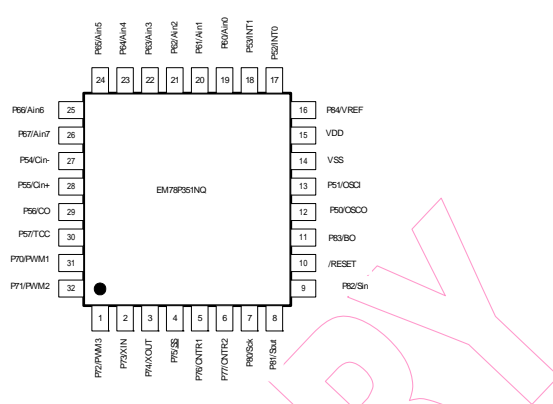 P65/Ain5
P64/Ain4
P63/Ain3
P62/Ain2
P61/Ain1
P60/Ain0
P53/INT1
P52/INT0
24 23 22 21 20 19 18 17
P66/Ain6 25
P67/Ain7 26
P54/Cin- 27
P55/Cin+ 28
P56/CO 29
P57/TCC 30
P70/PWM1 31
P71/PWM2 32
EM78P351NQ
16 P84/VREF
15 VDD
14 VSS
13 P51/OSCI
12 P50/OSCO
11 P83/BO
10 /RESET
9 P82/Sin
1 2 3 4 5 6 7 8
P72/PWM3
P73/XIN
P74/XOUT
P75/SSI
P76/CNTR1
P77/CNTR2
P80/Sck
P81/Sout
RY